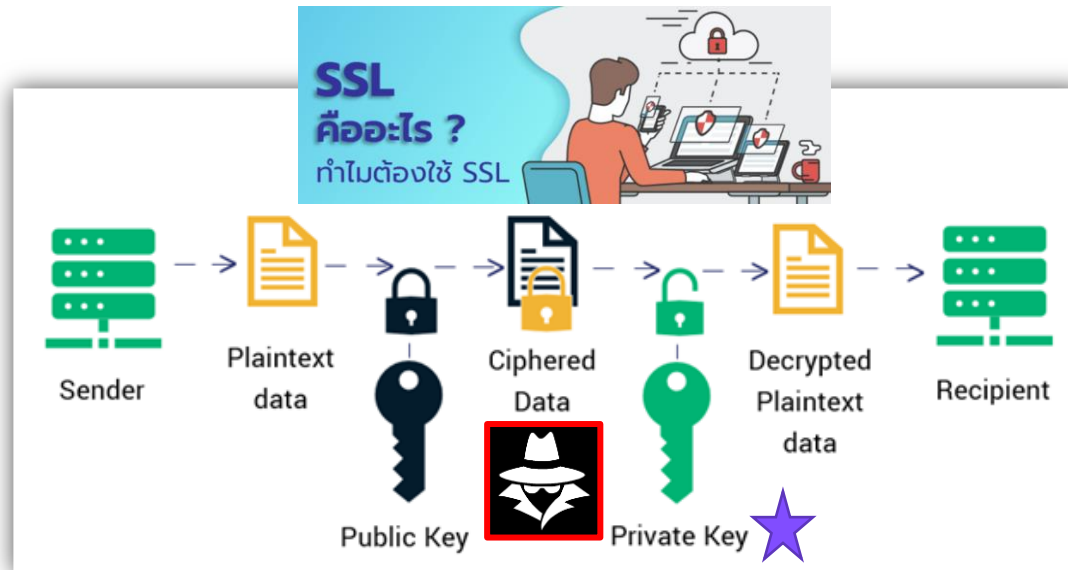 SSL
คืออะไร ?
ทำไมต้องใช้ SSL
Sender
Plaintext
data
Public Key
Ciphered
Data
Private Key
Decrypted
Plaintext
data
Recipient